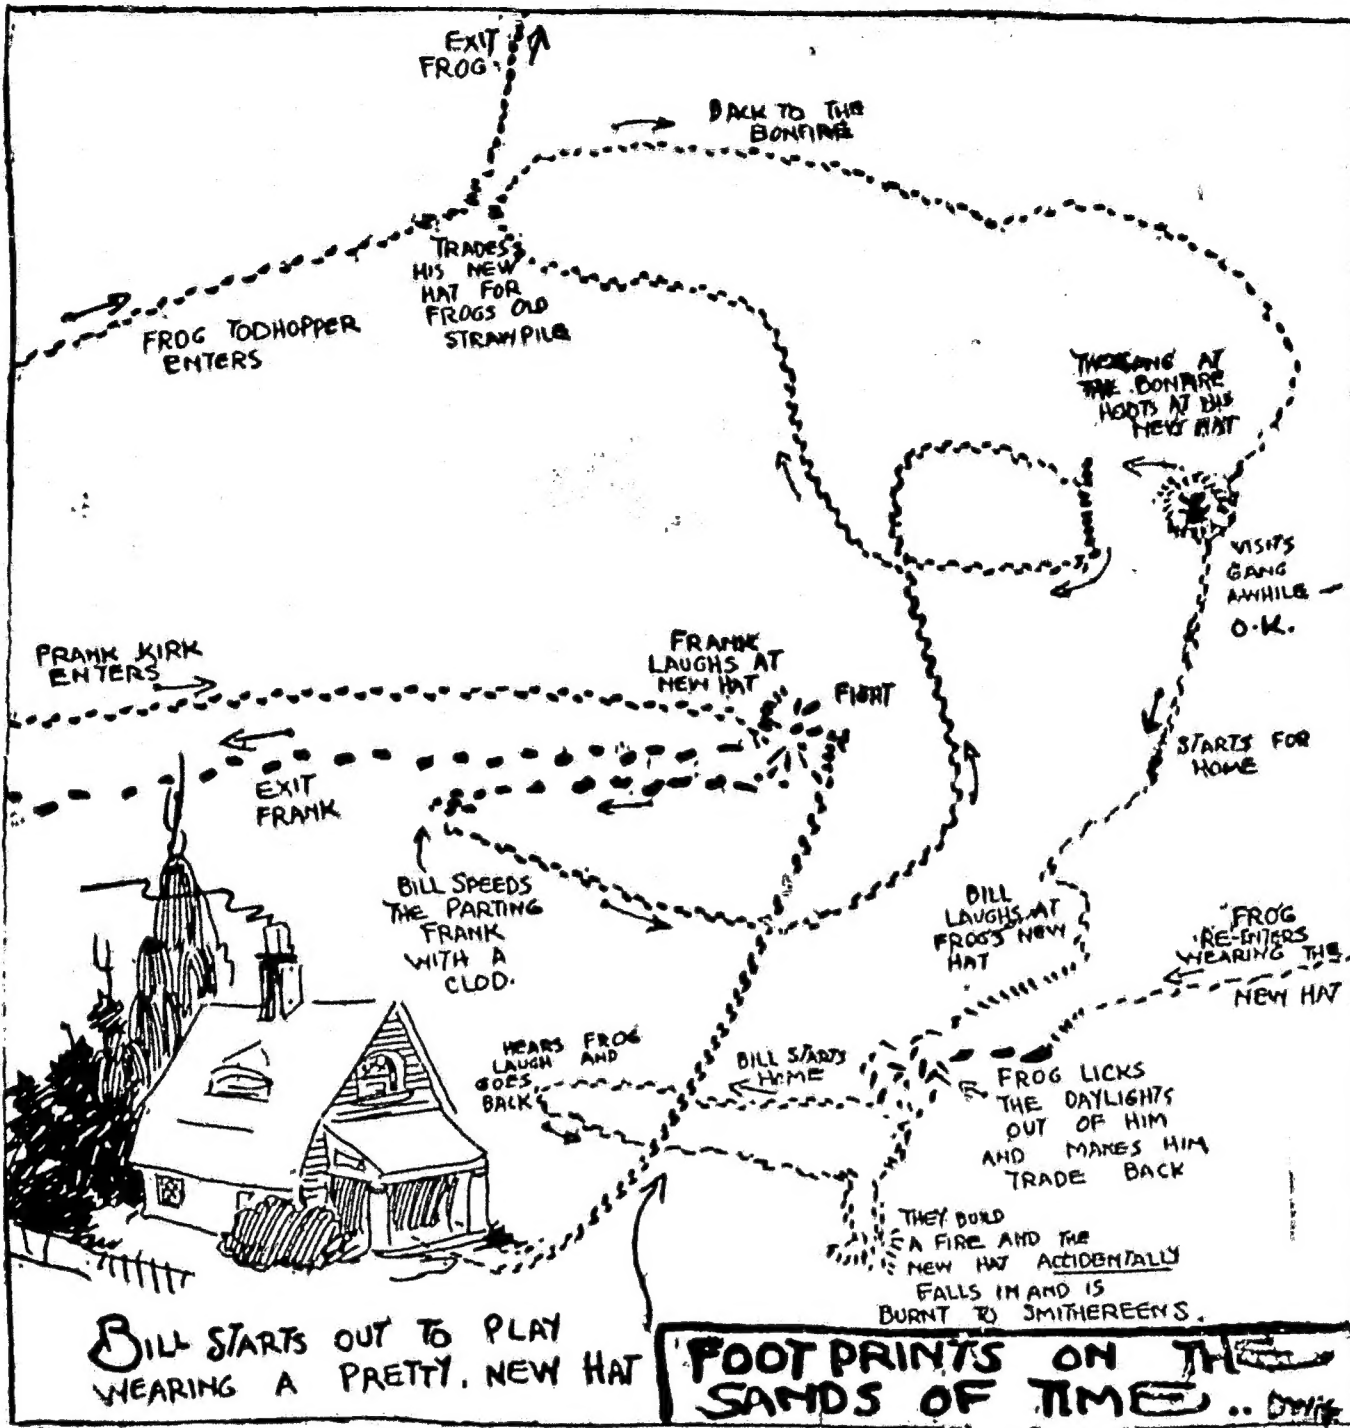 EXIT
FROG.
BACK TO THE
BONFIRE
TRADES
HIS NEW
HAT FOR
FROGS OLD
STRAWPILE
FROG TODHOPPER
ENTERS
THE GANG AT
THE BONFIRE
HOOTS AT HIS
NEW HAT
VISITS
GANG
AWHILE -
O.K.
FRANK KIRK
ENTERS
FRANK
LAUGHS AT
NEW HAT
FIGHT
STARTS FOR
HOME
EXIT
FRANK
BILL SPEEDS
THE PARTING
FRANK
WITH A
CLOD.
BILL
LAUGHS AT
FROG'S NEW
HAT
FROG
RE-ENTERS
WEARING THE
NEW HAT
HEARS FROG
LAUGH AND
GOES
BACK
BILL STARTS
HOME
FROG LICKS
THE DAYLIGHTS
OUT OF HIM
AND MAKES HIM
TRADE BACK
THEY BUILD
A FIRE AND THE
NEW HAT ACCIDENTALLY
FALLS IN AND IS
BURNT TO SMITHEREENS.
BILL STARTS OUT TO PLAY
WEARING A PRETTY. NEW HAT
FOOT PRINTS ON THE
SANDS OF TIME.. DWIG.